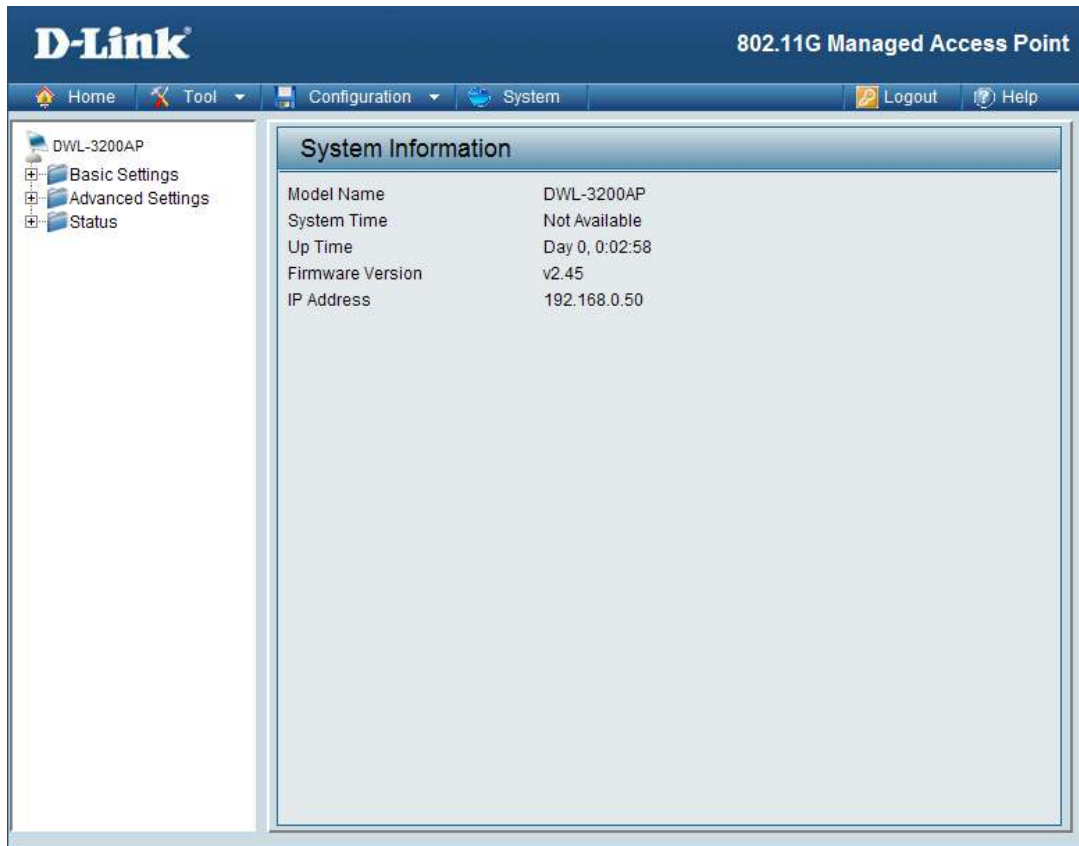 D-Link
802.11G Managed Access Point
Home Tool Configuration System Logout Help
DWL-3200AP
Basic Settings
Advanced Settings
Status
System Information
Model Name DWL-3200AP
System Time Not Available
Up Time Day 0, 0:02:58
Firmware Version v2.45
IP Address 192.168.0.50